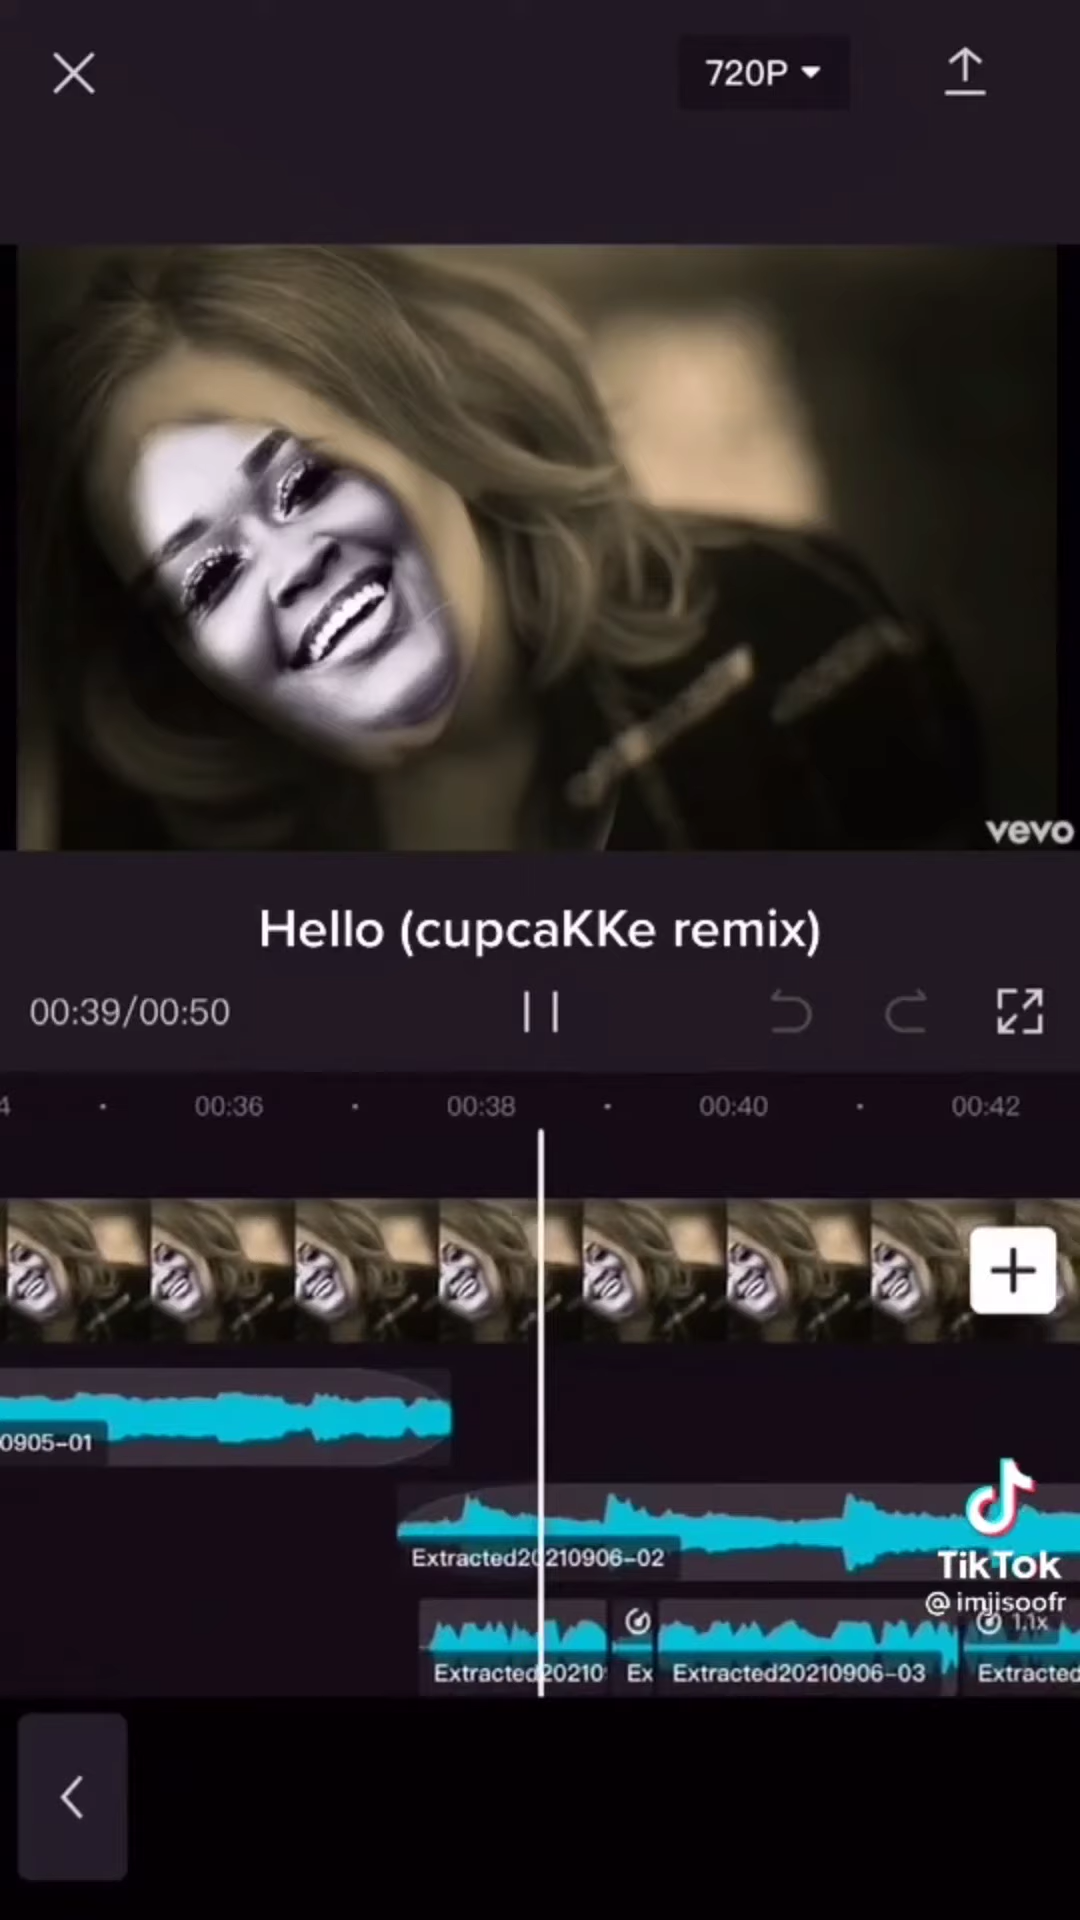 720P
vevo
Hello (cupcaKKe remix)
00:39/00:50
4 00:36 00:38 00:40 00:42
0905-01
Extracted20210906-02
TikTok
@imjisoofr
1.1x
Extracted20210 Ex Extracted20210906-03 Extracted